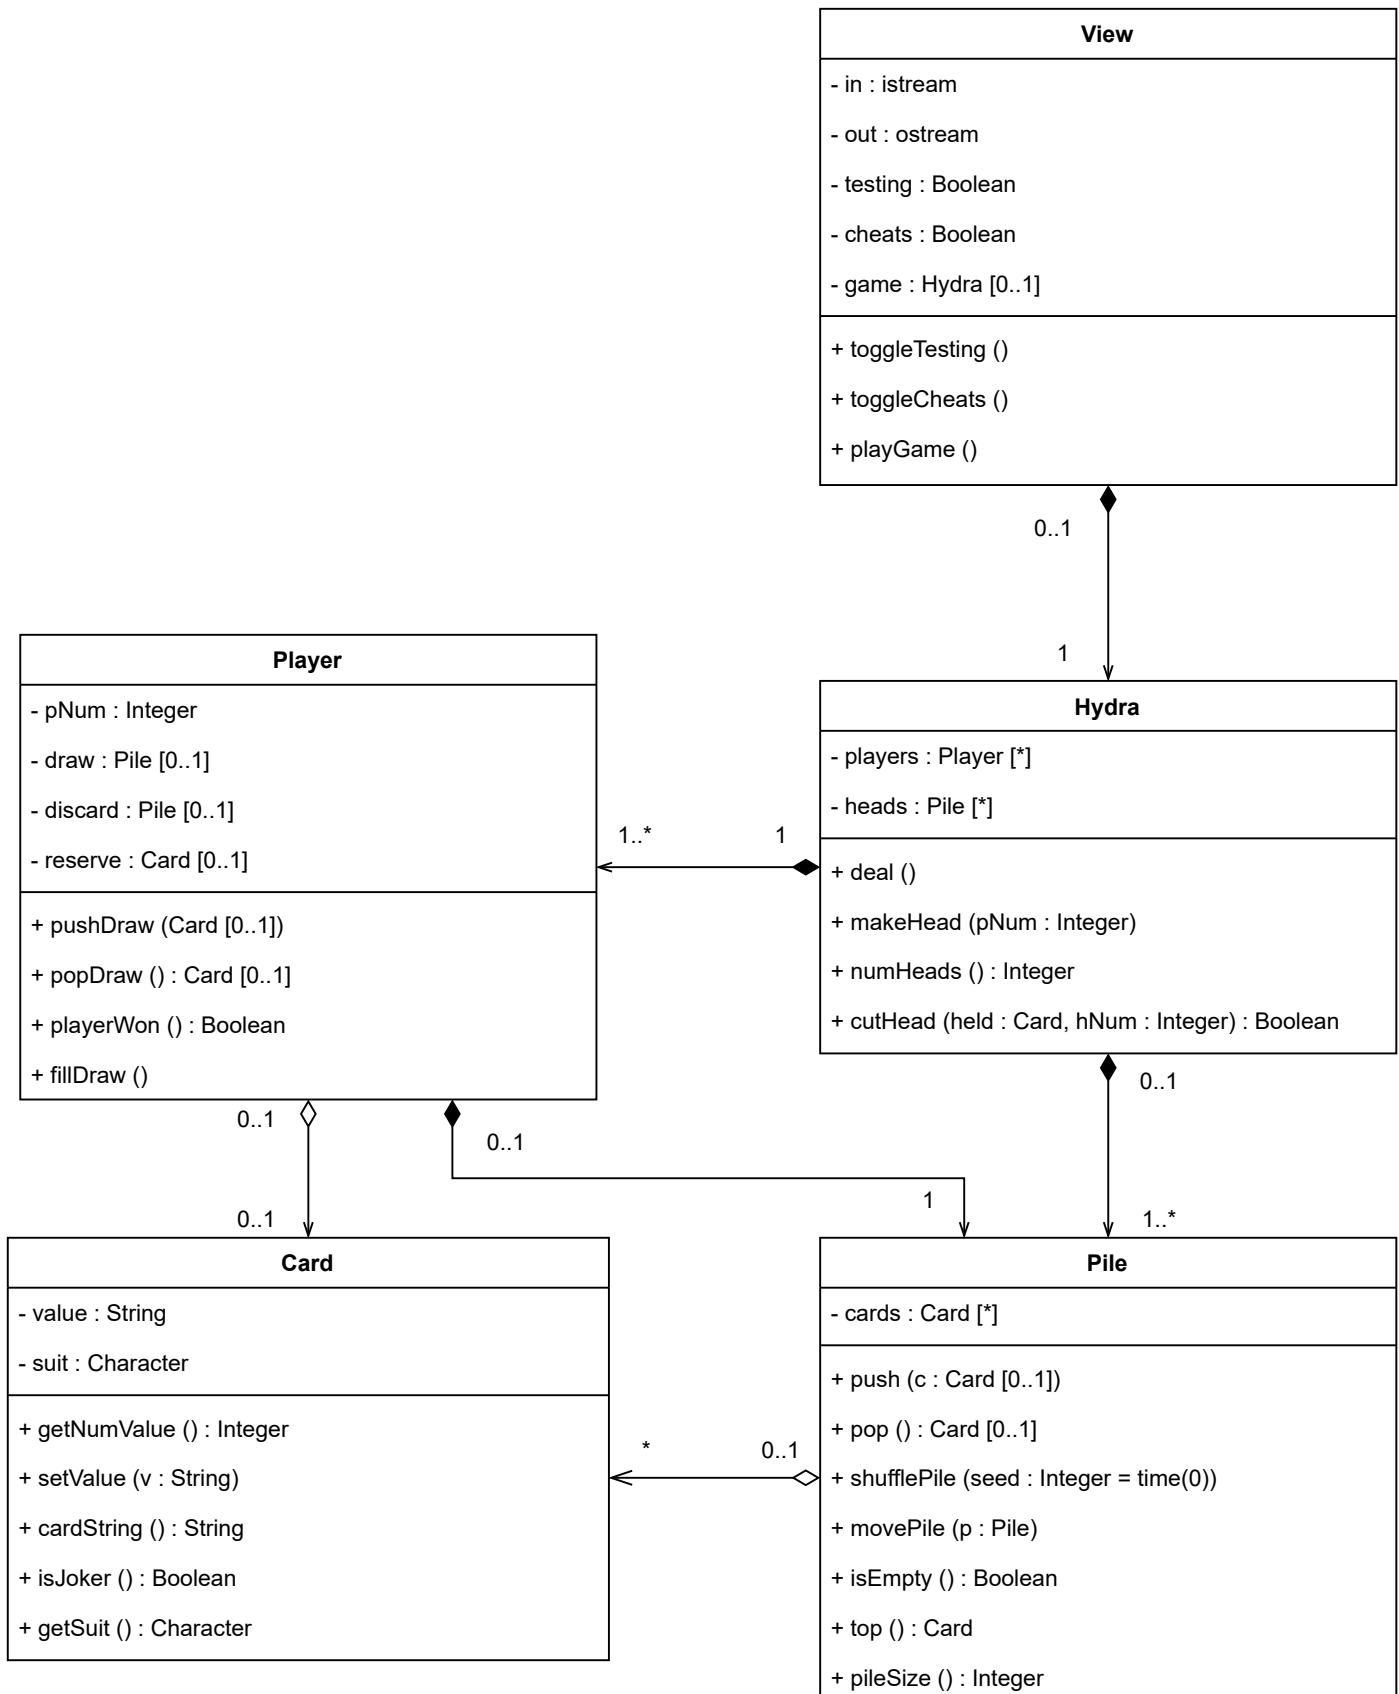 View
- in : istream
- out : ostream
- testing : Boolean
- cheats : Boolean
- game : Hydra [0..1]
+ toggleTesting ()
+ toggleCheats ()
+ playGame ()
0..1
1
Player
- pNum : Integer
- draw : Pile [0..1]
- discard : Pile [0..1]
- reserve : Card [0..1]
+ pushDraw (Card [0..1])
+ popDraw () : Card [0..1]
+ playerWon () : Boolean
+ fillDraw ()
1..*
1
Hydra
- players : Player [*]
- heads : Pile [*]
+ deal ()
+ makeHead (pNum : Integer)
+ numHeads () : Integer
+ cutHead (held : Card, hNum : Integer) : Boolean
0..1
0..1
0..1
0..1
1
1..*
Card
- value : String
- suit : Character
+ getNumValue () : Integer
+ setValue (v : String)
+ cardString () : String
+ isJoker () : Boolean
+ getSuit () : Character
*
0..1
Pile
- cards : Card [*]
+ push (c : Card [0..1])
+ pop () : Card [0..1]
+ shufflePile (seed : Integer = time(0))
+ movePile (p : Pile)
+ isEmpty () : Boolean
+ top () : Card
+ pileSize () : Integer